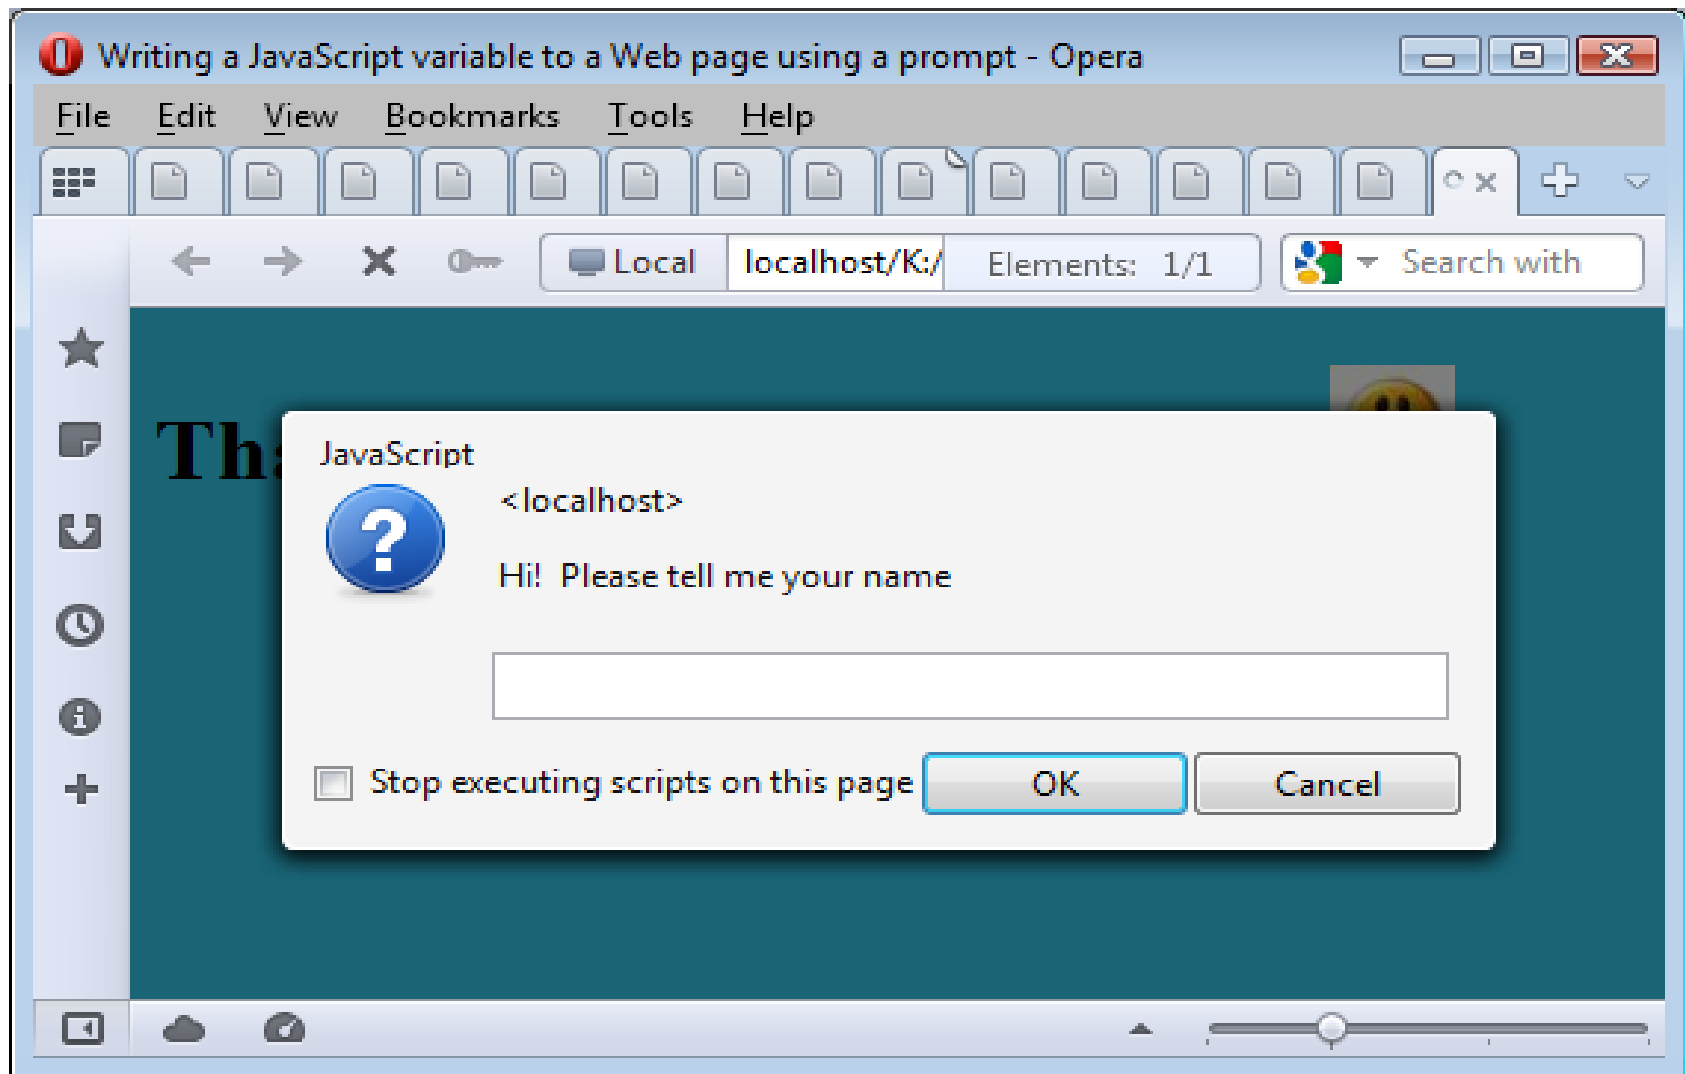 Writing a JavaScript variable to a Web page using a prompt - Opera
File Edit View Bookmarks Tools Help
Local localhost/K:/ Elements: 1/1 Search with
JavaScript
<localhost>
Hi!  Please tell me your name
Stop executing scripts on this page OK Cancel